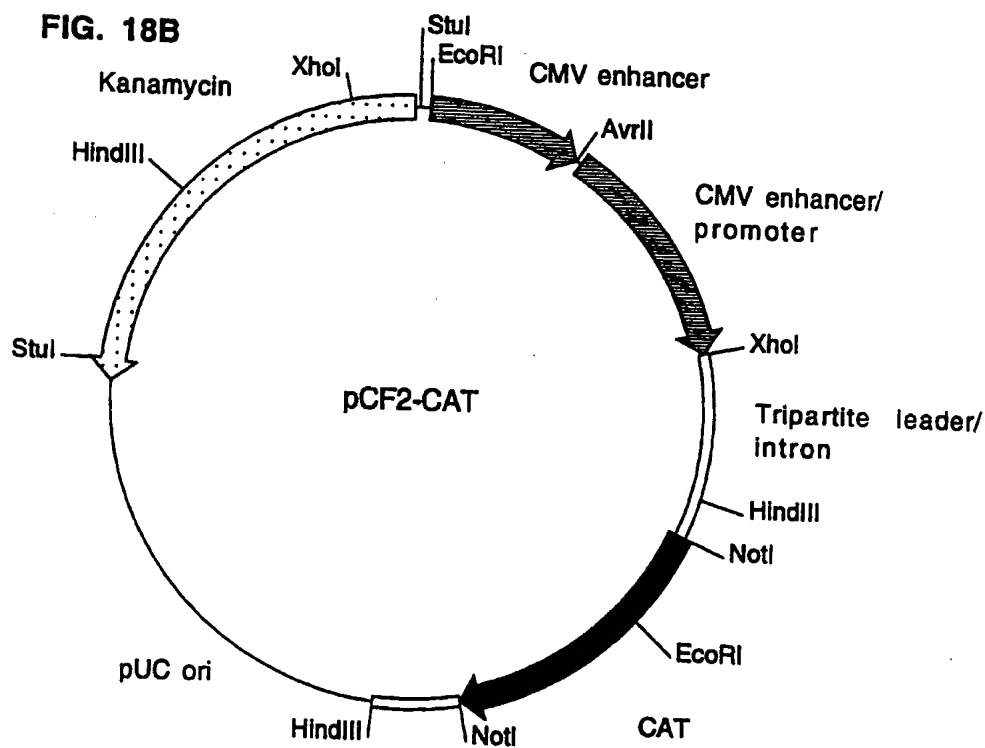 FIG. 18B
StuI
EcoRI
XhoI
Kanamycin
CMV enhancer
HindIII
AvrII
CMV enhancer/
promoter
StuI
XhoI
pCF2-CAT
Tripartite leader/
intron
HindIII
NotI
EcoRI
pUC ori
HindIII
NotI
CAT